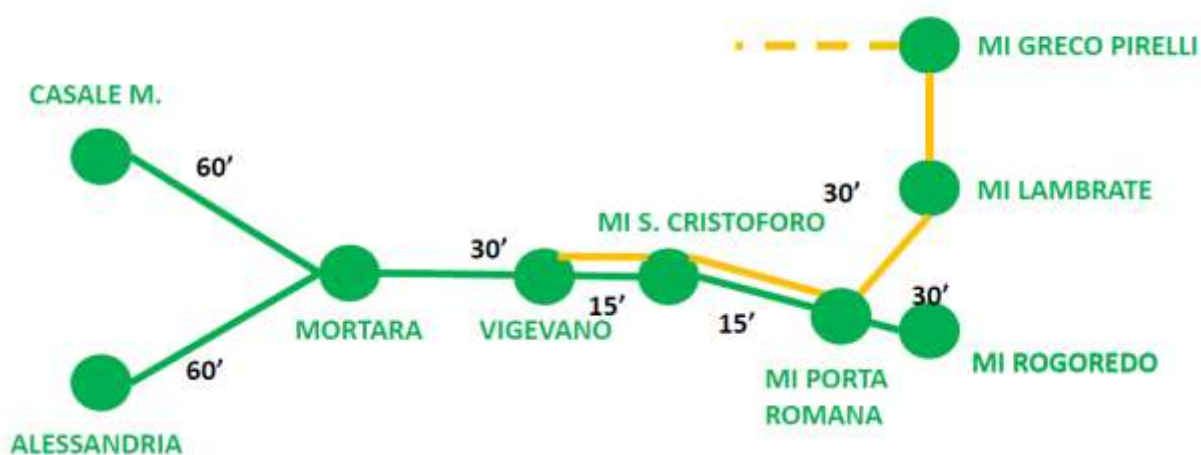 MI GRECO PIRELLI
CASALE M.
60'
30'
MI LAMBRATE
MI S. CRISTOFORO
30'
30'
15'
15'
MORTARA
VIGEVANO
60'
MI PORTA
ROMANA
MI ROGOREDO
ALESSANDRIA